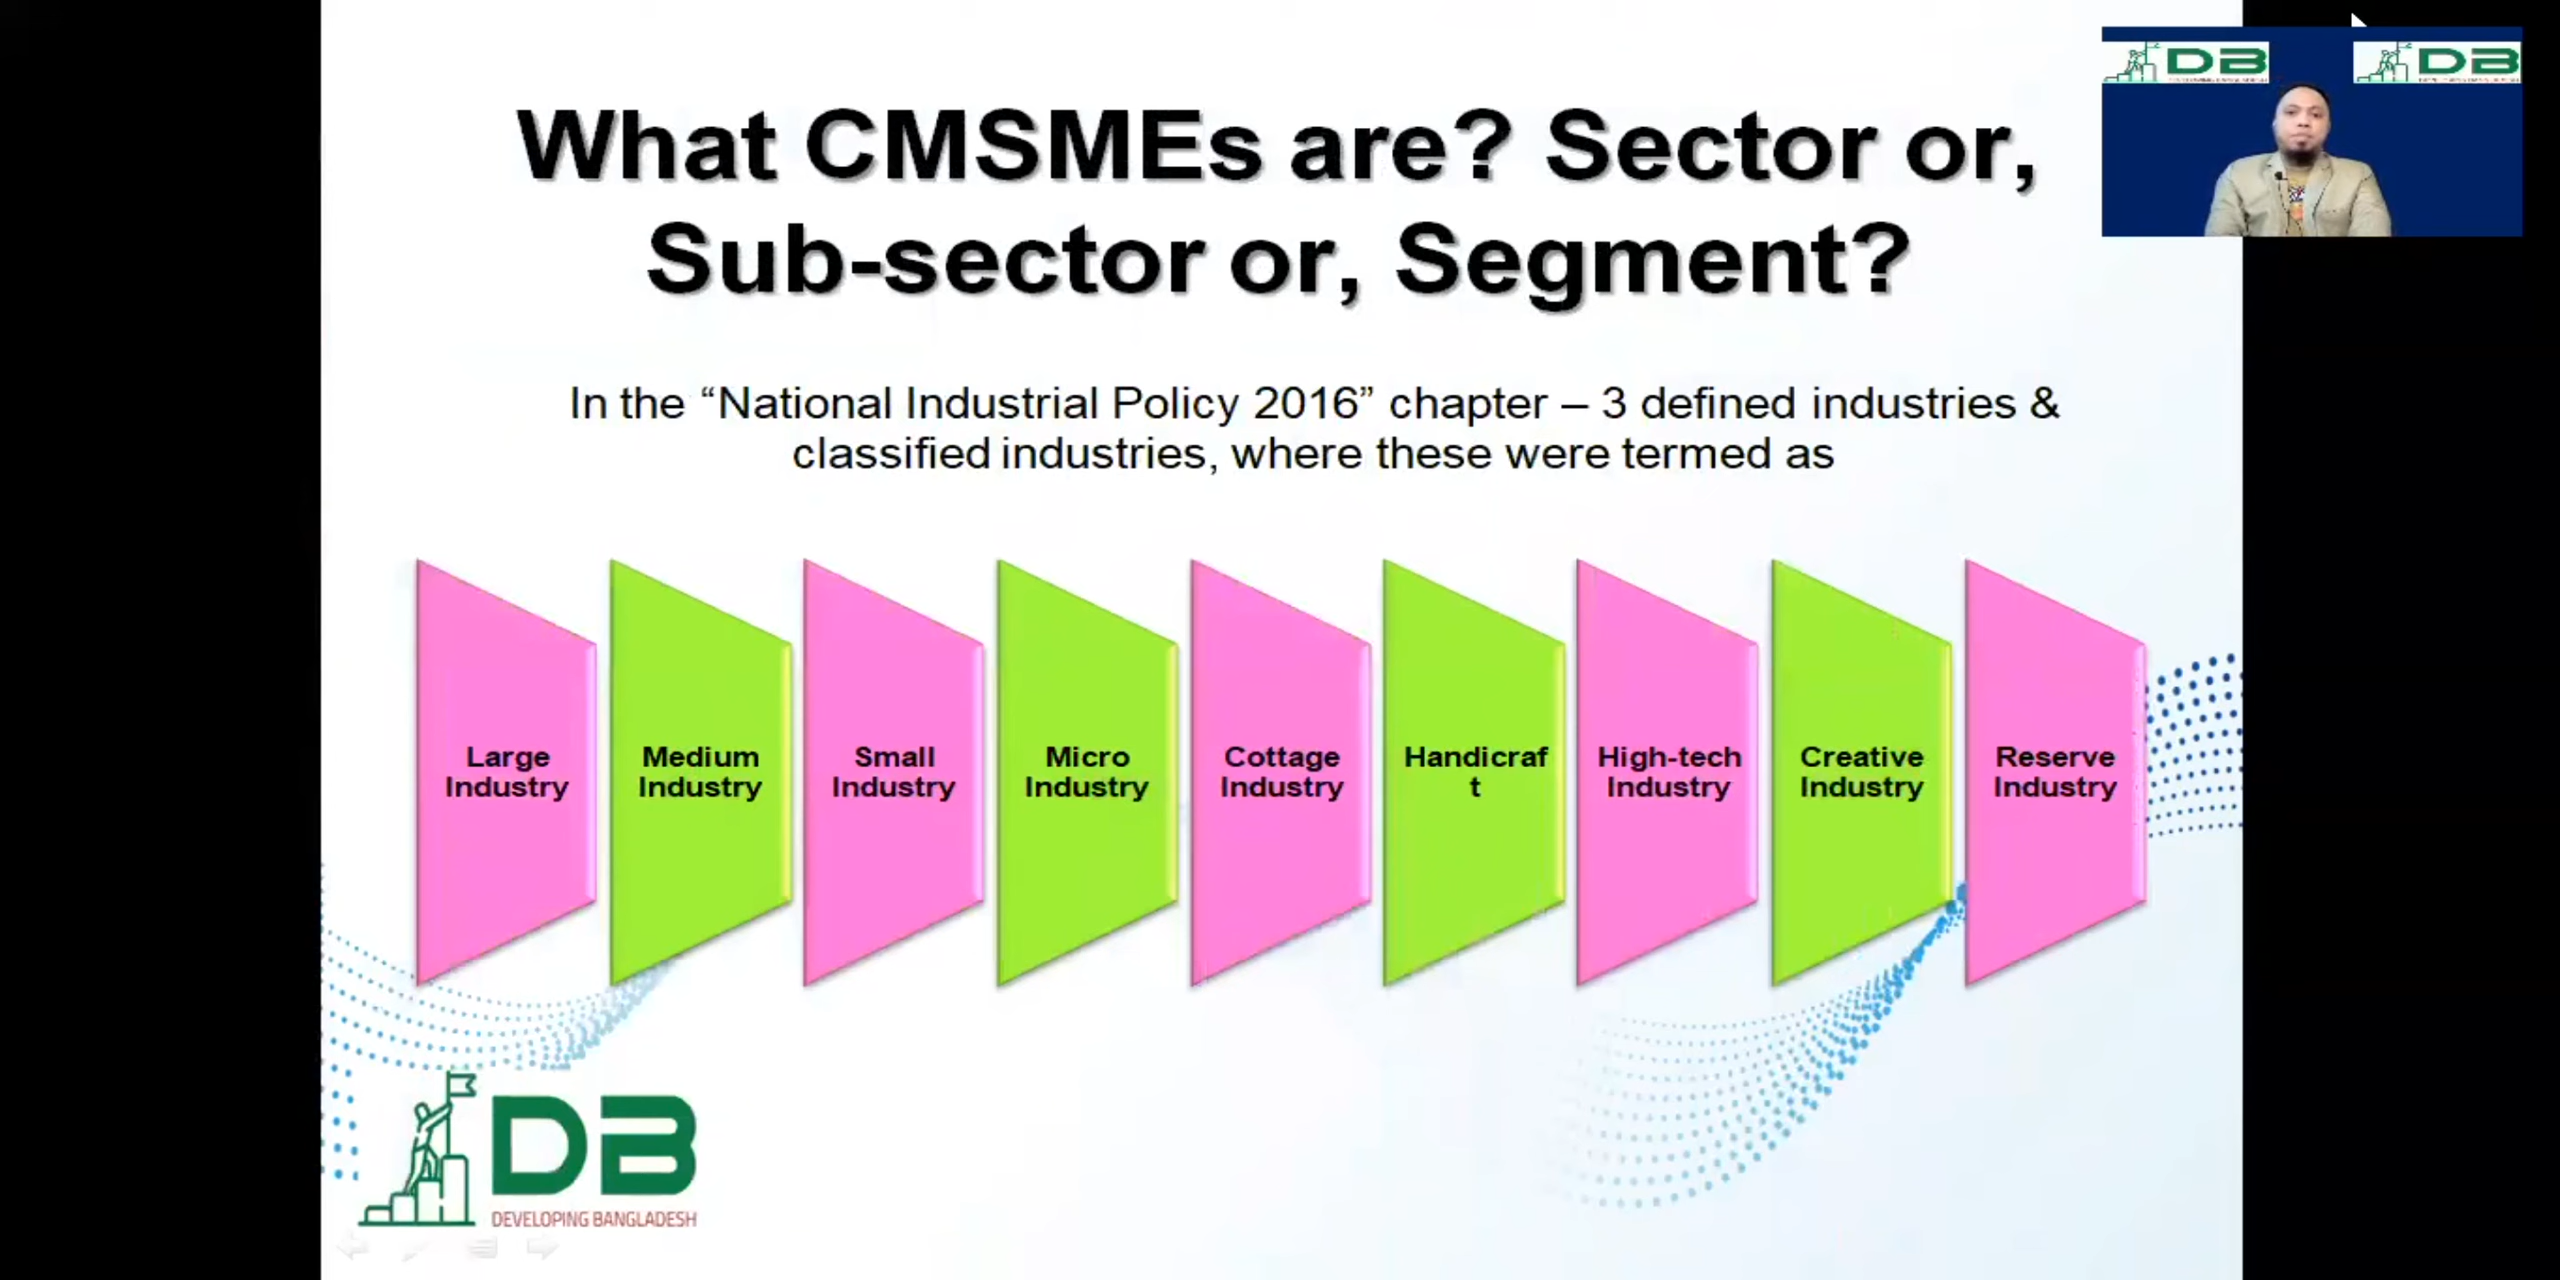 What CMSMEs are? Sector or,
Sub-sector or, Segment?
In the “National Industrial Policy 2016” chapter – 3 defined industries &
classified industries, where these were termed as
Large
Industry
Medium
Industry
Small
Industry
Micro
Industry
Cottage
Industry
Handicraf
t
High-tech
Industry
Creative
Industry
Reserve
Industry
DB
DEVELOPING BANGLADESH
DB
DB